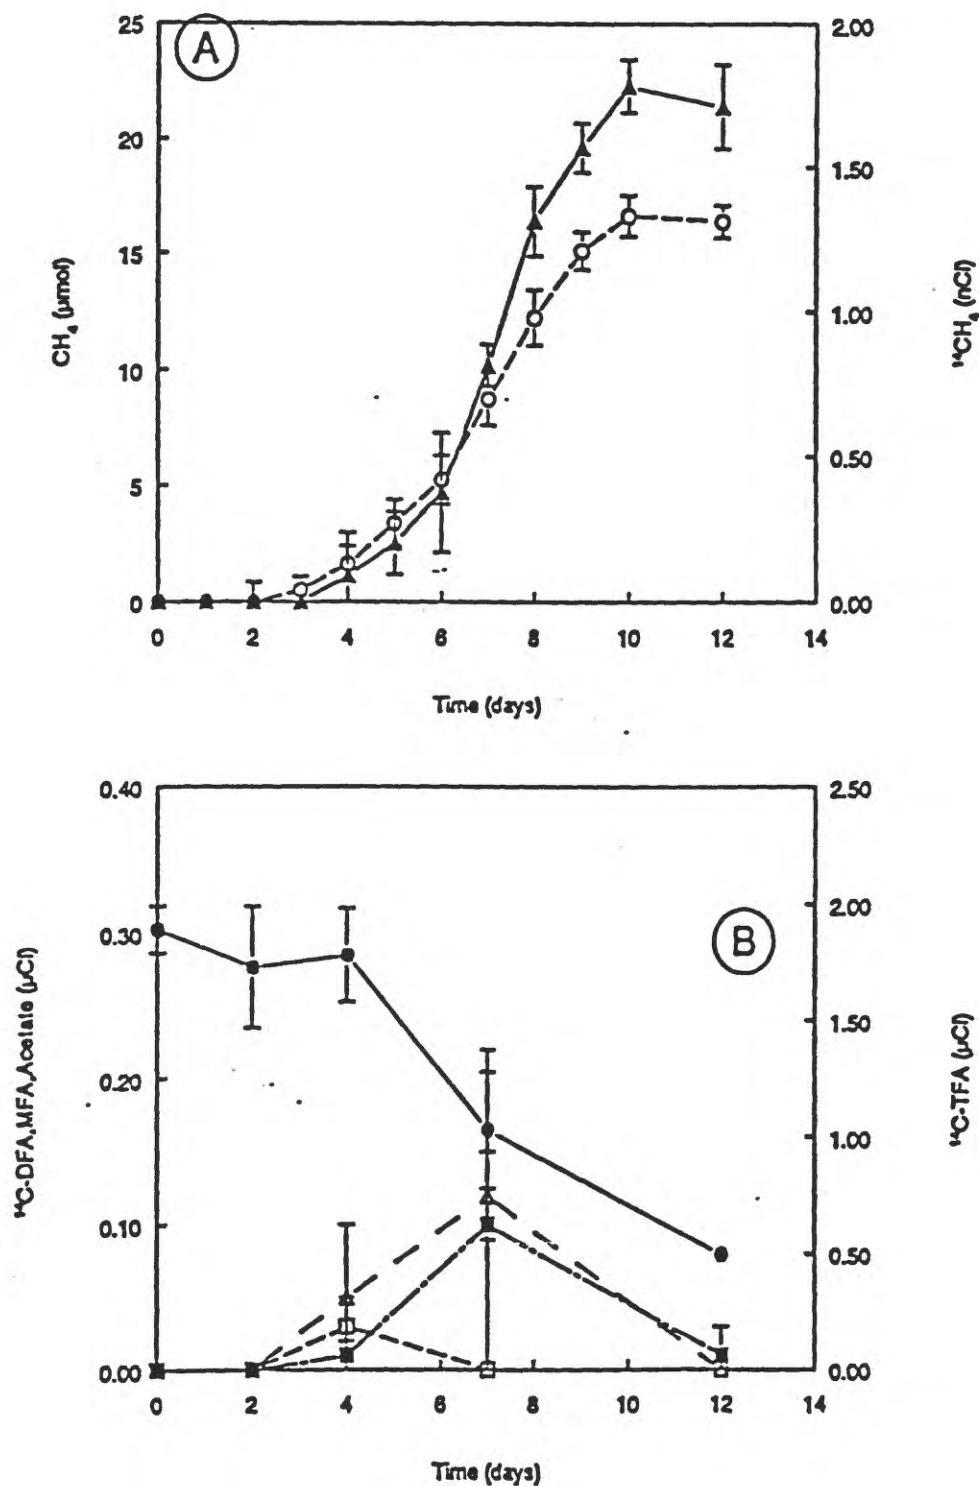 A
25
20
15
10
5
0
CH₄ (μmol)
2.00
1.50
1.00
0.50
0.00
¹⁴CH₄ (nCi)
0 2 4 6 8 10 12 14
Time (days)
B
0.40
0.30
0.20
0.10
0.00
¹⁴C-DFA,MFA,Acetate (μCi)
2.50
2.00
1.50
1.00
0.50
0.00
¹⁴C-TFA (μCi)
0 2 4 6 8 10 12 14
Time (days)